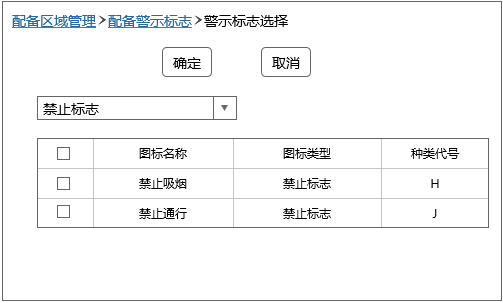 配备区域管理>配备警示标志>警示标志选择
确定 取消
禁止标志
图标名称 图标类型 种类代号
禁止吸烟 禁止标志 H
禁止通行 禁止标志 J